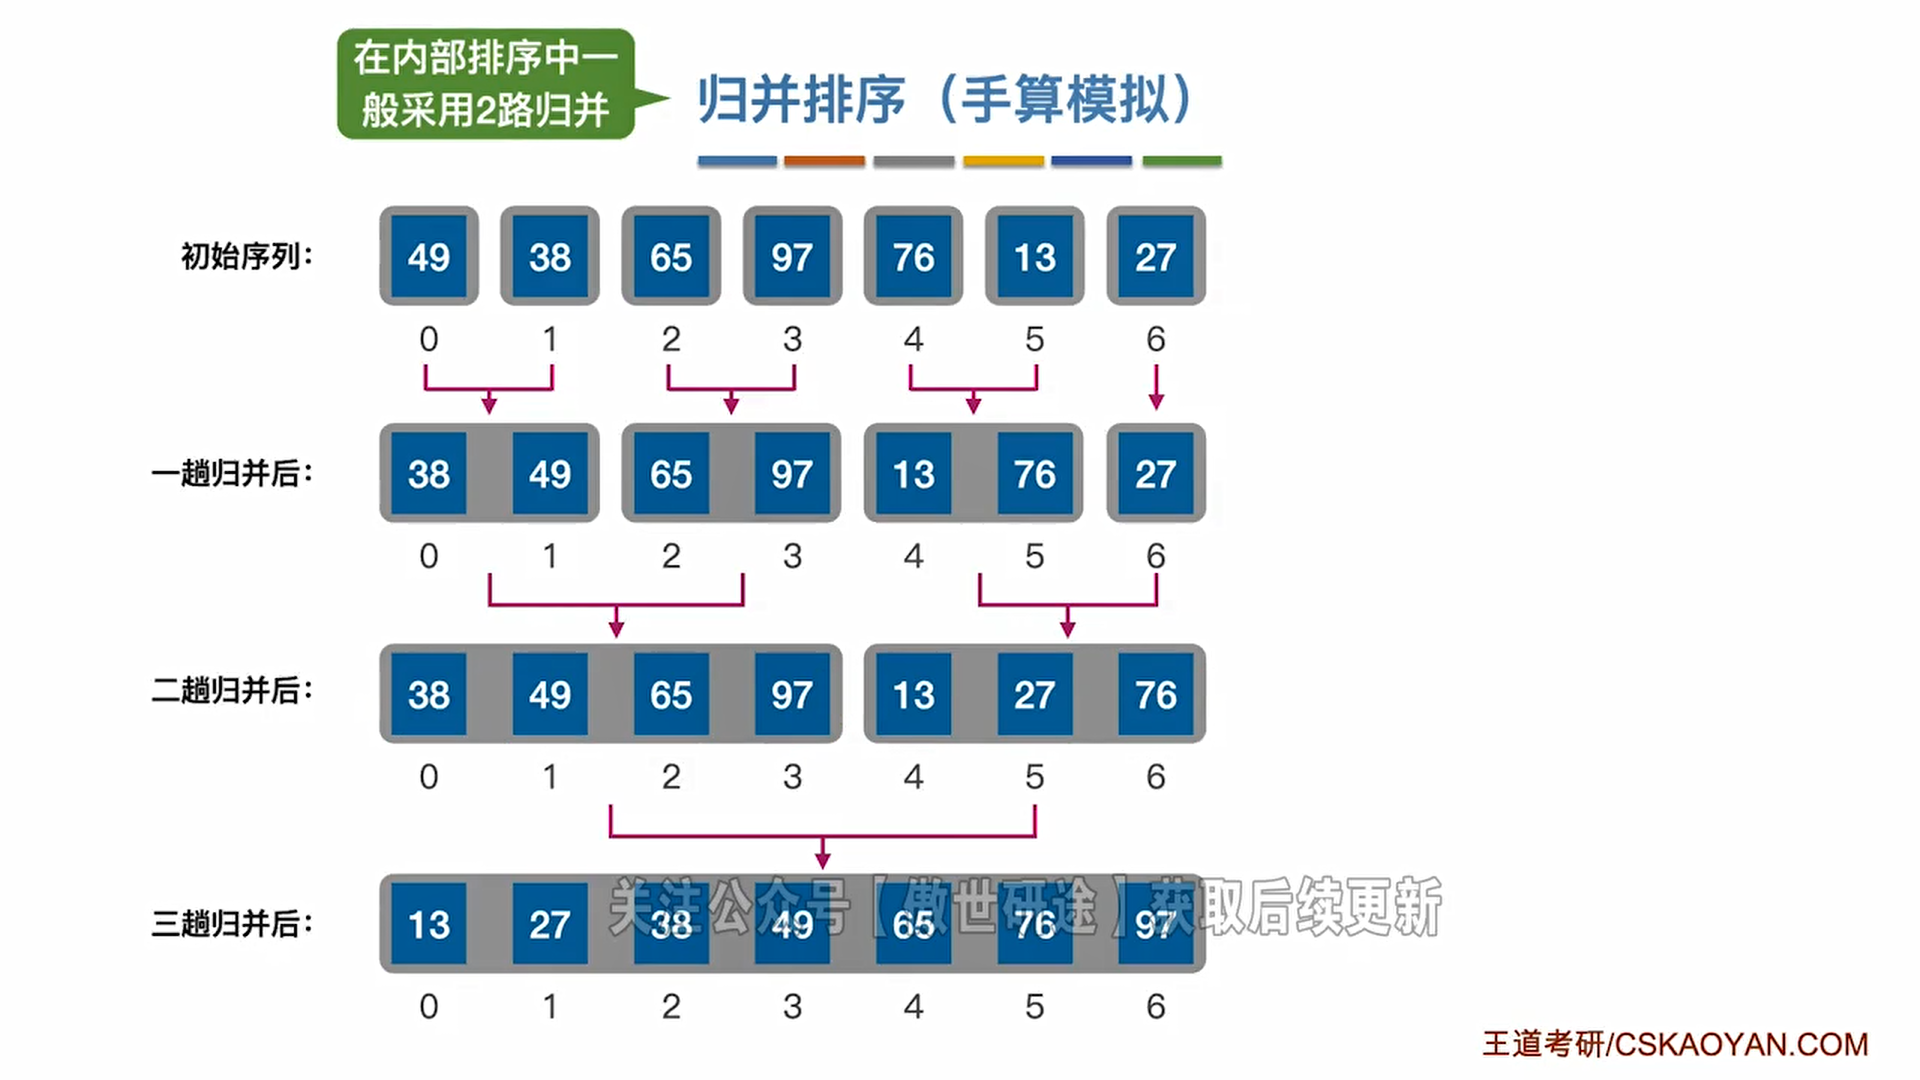 在内部排序中一
般采用2路归并
归并排序（手算模拟）
初始序列：
49 38 65 97 76 13 27
0 1 2 3 4 5 6
一趟归并后：
38 49 65 97 13 76 27
0 1 2 3 4 5 6
二趟归并后：
38 49 65 97 13 27 76
0 1 2 3 4 5 6
三趟归并后：
13 27 38 49 65 76 97
关注公众号【傲世研途】获取后续更新
0 1 2 3 4 5 6
王道考研/CSKAOYAN.COM